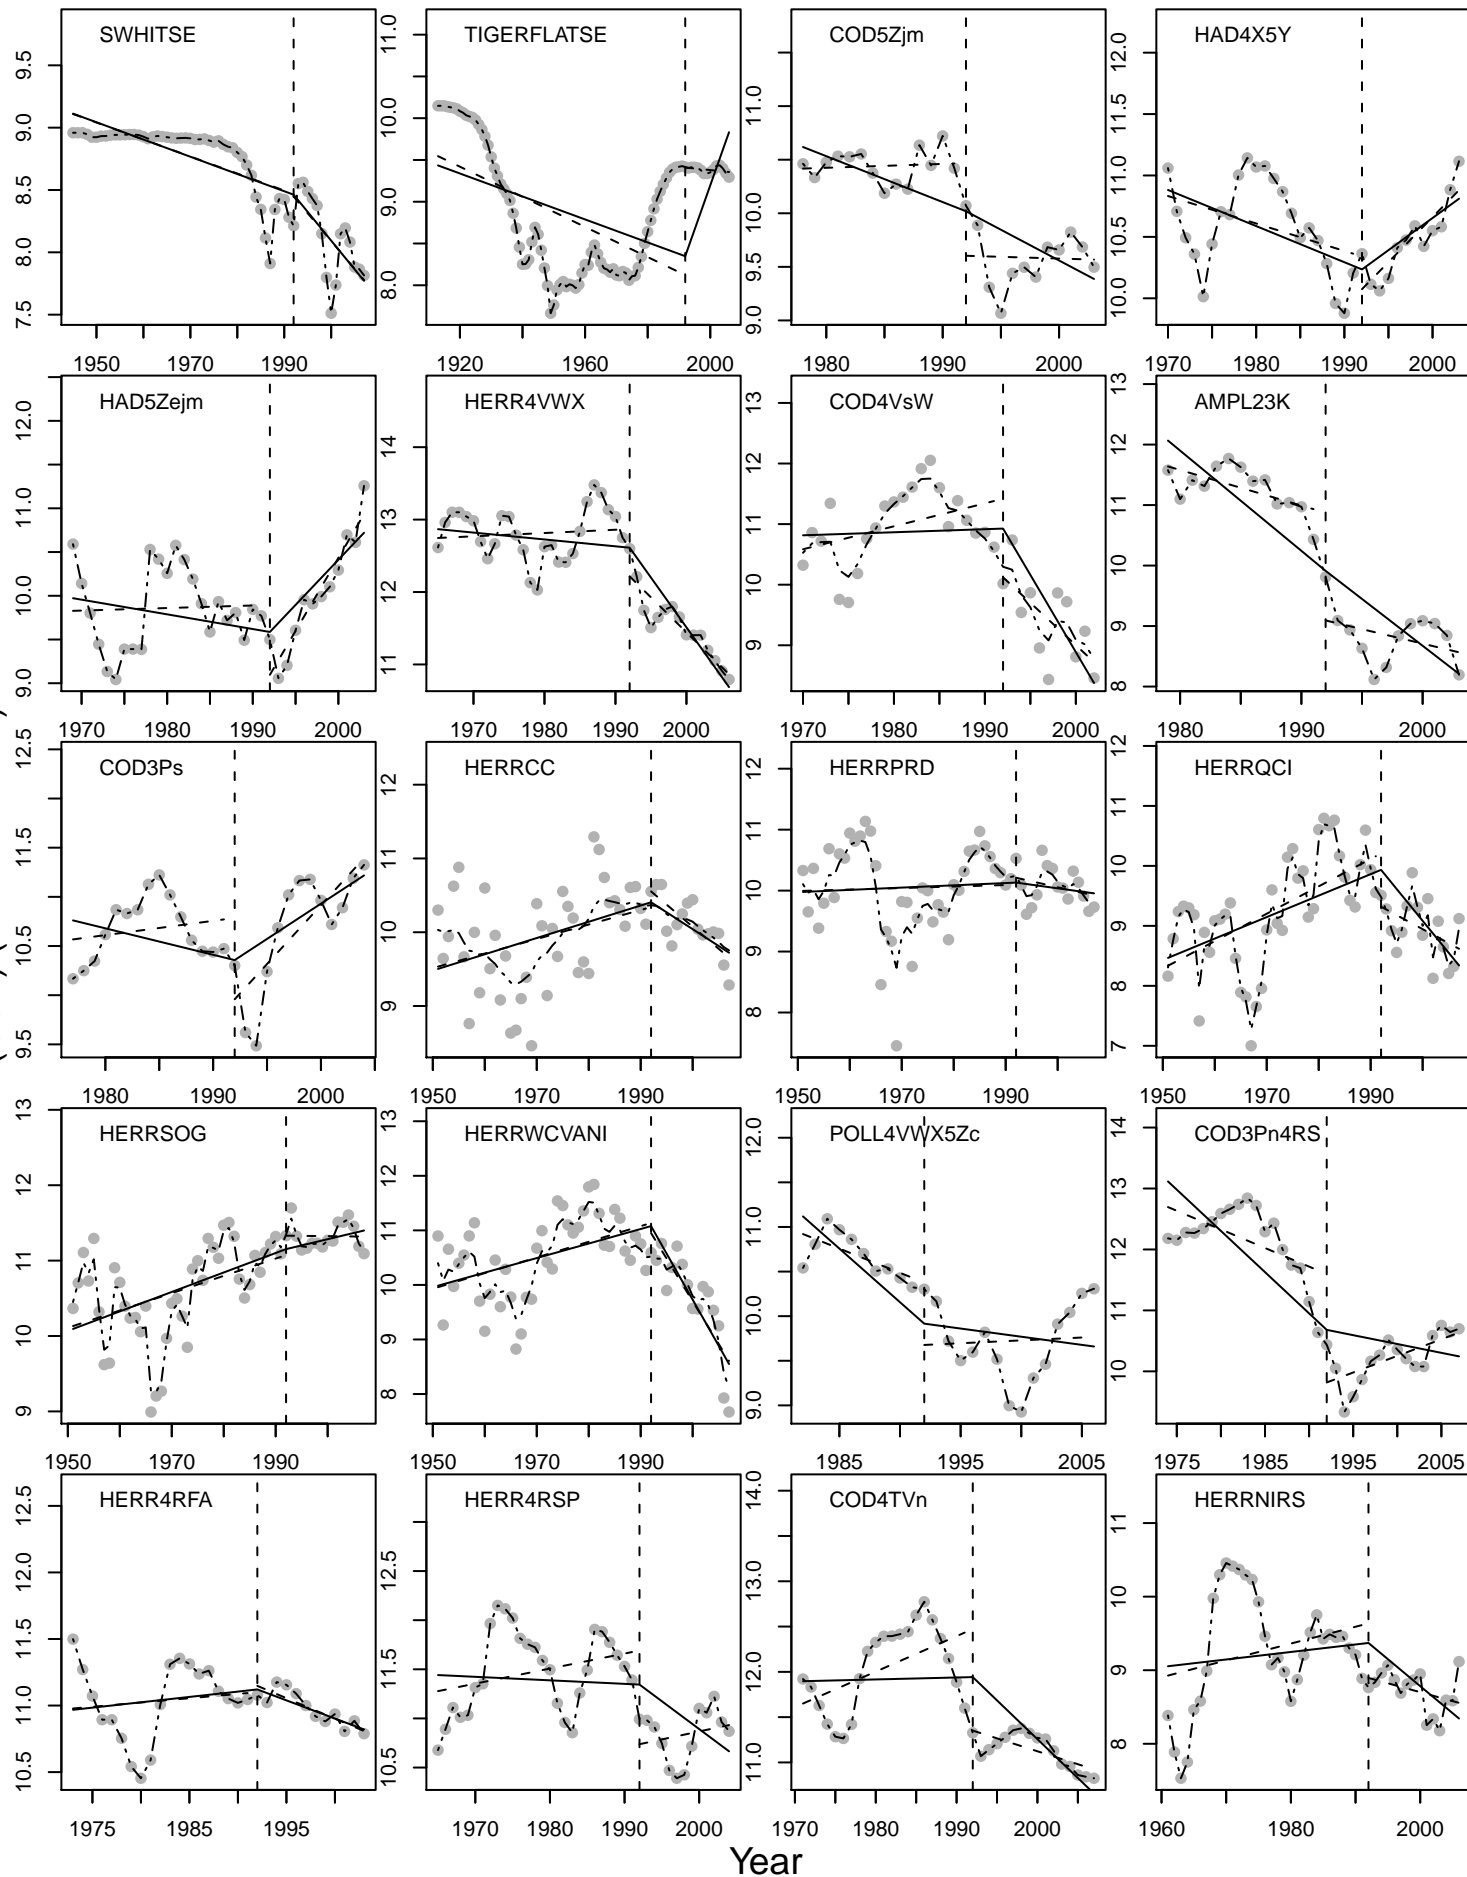 SWHITSE TIGERFLATSE COD5Zjm HAD4X5Y
7.5 8.0 8.5 9.0 9.5
8.0 9.0 10.0 11.0
9.0 9.5 10.0 11.0
10.0 10.5 11.0 11.5 12.0
1950 1970 1990
1920 1960 2000
1980 1990 2000
1970 1980 1990 2000
HAD5Zejm HERR4VWX COD4VsW AMPL23K
9.0 10.0 11.0 12.0
11 12 13 14
9 10 11 12 13
8 9 10 11 12 13
1970 1980 1990 2000
1970 1980 1990 2000
1970 1980 1990 2000
1980 1990 2000
COD3Ps HERRCC HERRPRD HERRQCI
9.5 10.5 11.5 12.5
9 10 11 12
8 9 10 11 12
7 8 9 10 11 12
1980 1990 2000
1950 1970 1990
1950 1970 1990
1950 1970 1990
HERRSOG HERRWCVANI POLL4VWX5Zc COD3Pn4RS
9 10 11 12 13
8 9 10 11 12 13
9.0 10.0 11.0 12.0
10 11 12 13 14
1950 1970 1990
1950 1970 1990
1985 1995 2005
1975 1985 1995 2005
HERR4RFA HERR4RSP COD4TVn HERRNIRS
10.5 11.0 11.5 12.0 12.5
10.5 11.5 12.5
11.0 12.0 13.0 14.0
8 9 10 11
1975 1985 1995
1970 1980 1990 2000
1970 1980 1990 2000
1960 1980 2000
Year